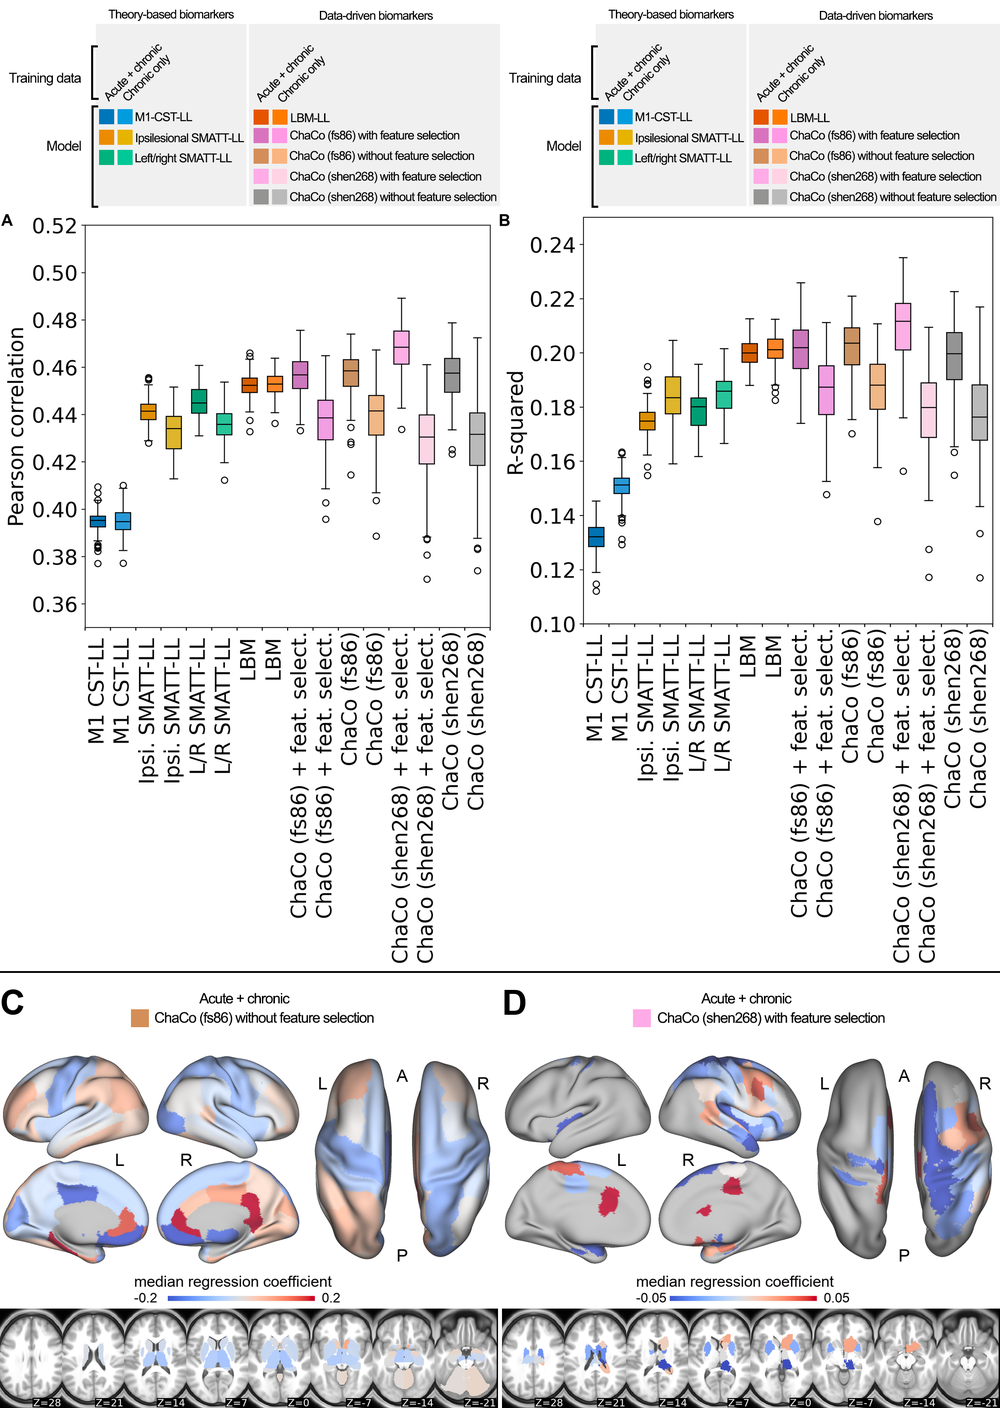 Theory-based biomarkers
Data-driven biomarkers
Training data
Acute + chronic
Chronic only
Acute + chronic
Chronic only
Model
M1-CST-LL
Ipsilesional SMATT-LL
Left/right SMATT-LL
LBM-LL
ChaCo (fs86) with feature selection
ChaCo (fs86) without feature selection
ChaCo (shen268) with feature selection
ChaCo (shen268) without feature selection
Theory-based biomarkers
Data-driven biomarkers
Training data
Acute + chronic
Chronic only
Acute + chronic
Chronic only
Model
M1-CST-LL
Ipsilesional SMATT-LL
Left/right SMATT-LL
LBM-LL
ChaCo (fs86) with feature selection
ChaCo (fs86) without feature selection
ChaCo (shen268) with feature selection
ChaCo (shen268) without feature selection
A
Pearson correlation
0.52
0.50
0.48
0.46
0.44
0.42
0.40
0.38
0.36
M1 CST-LL
M1 CST-LL
Ipsi. SMATT-LL
Ipsi. SMATT-LL
L/R SMATT-LL
L/R SMATT-LL
LBM
LBM
ChaCo (fs86) + feat. select.
ChaCo (fs86) + feat. select.
ChaCo (fs86)
ChaCo (fs86)
ChaCo (shen268) + feat. select.
ChaCo (shen268) + feat. select.
ChaCo (shen268)
ChaCo (shen268)
B
R-squared
0.24
0.22
0.20
0.18
0.16
0.14
0.12
0.10
M1 CST-LL
M1 CST-LL
Ipsi. SMATT-LL
Ipsi. SMATT-LL
L/R SMATT-LL
L/R SMATT-LL
LBM
LBM
ChaCo (fs86) + feat. select.
ChaCo (fs86) + feat. select.
ChaCo (fs86)
ChaCo (fs86)
ChaCo (shen268) + feat. select.
ChaCo (shen268) + feat. select.
ChaCo (shen268)
ChaCo (shen268)
C
Acute + chronic
ChaCo (fs86) without feature selection
L
A
R
L
R
P
median regression coefficient
-0.2
0.2
Z=28
Z=21
Z=14
Z=7
Z=0
Z=-7
Z=-14
Z=-21
D
Acute + chronic
ChaCo (shen268) with feature selection
L
A
R
L
R
P
median regression coefficient
-0.05
0.05
Z=28
Z=21
Z=14
Z=7
Z=0
Z=-7
Z=-14
Z=-21